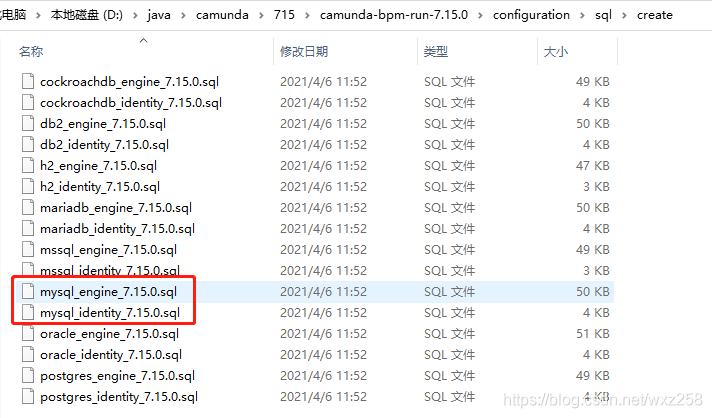 此电脑 > 本地磁盘 (D:) > java > camunda > 715 > camunda-bpm-run-7.15.0 > configuration > sql > create
名称 修改日期 类型 大小
cockroachdb_engine_7.15.0.sql 2021/4/6 11:52 SQL 文件 49 KB
cockroachdb_identity_7.15.0.sql 2021/4/6 11:52 SQL 文件 4 KB
db2_engine_7.15.0.sql 2021/4/6 11:52 SQL 文件 50 KB
db2_identity_7.15.0.sql 2021/4/6 11:52 SQL 文件 4 KB
h2_engine_7.15.0.sql 2021/4/6 11:52 SQL 文件 47 KB
h2_identity_7.15.0.sql 2021/4/6 11:52 SQL 文件 3 KB
mariadb_engine_7.15.0.sql 2021/4/6 11:52 SQL 文件 50 KB
mariadb_identity_7.15.0.sql 2021/4/6 11:52 SQL 文件 4 KB
mssql_engine_7.15.0.sql 2021/4/6 11:52 SQL 文件 49 KB
mssql_identity_7.15.0.sql 2021/4/6 11:52 SQL 文件 3 KB
mysql_engine_7.15.0.sql 2021/4/6 11:52 SQL 文件 50 KB
mysql_identity_7.15.0.sql 2021/4/6 11:52 SQL 文件 4 KB
oracle_engine_7.15.0.sql 2021/4/6 11:52 SQL 文件 51 KB
oracle_identity_7.15.0.sql 2021/4/6 11:52 SQL 文件 4 KB
postgres_engine_7.15.0.sql 2021/4/6 11:52 SQL 文件 49 KB
postgres_identity_7.15.0.sql 2021/4/6 11:52 SQL 文件 4 KB
https://blog.csdn.net/wxz258